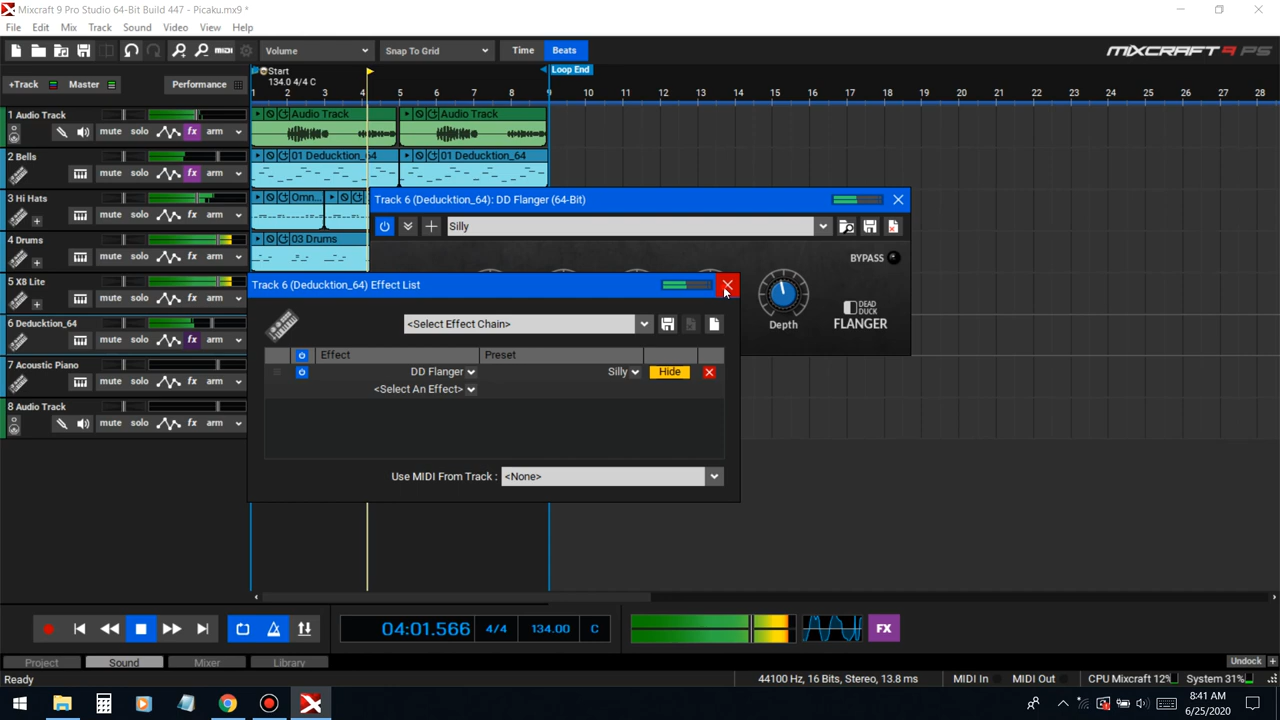 Mixcraft 9 Pro Studio 64-Bit Build 447 - Picaku.mx9 *
File Edit Mix Track Sound Video View Help
MIDI Volume Snap To Grid Time Beats MIXCRAFT 9 PS
+Track Master Performance Start Loop End
134.0 4/4 C
1 2 3 4 5 6 7 8 9 10 11 12 13 14 15 16 17 18 19 20 21 22 23 24 25 26 27 28
1 Audio Track Audio Track Audio Track
mute solo fx arm
2 Bells 01 Deducktion_64 01 Deducktion_64
mute solo fx arm
3 Hi Hats Omn...
mute solo fx arm
4 Drums 03 Drums
mute solo fx arm
5 X8 Lite
mute solo fx arm
6 Deducktion_64
mute solo fx arm
7 Acoustic Piano
mute solo fx arm
8 Audio Track
mute solo fx arm
Track 6 (Deducktion_64): DD Flanger (64-Bit)
Silly
BYPASS
Depth
DEAD DUCK
FLANGER
Track 6 (Deducktion_64) Effect List
<Select Effect Chain>
Effect Preset
DD Flanger Silly Hide
<Select An Effect>
Use MIDI From Track : <None>
04:01.566 4/4 134.00 C FX
Project Sound Mixer Library Undock
Ready 44100 Hz, 16 Bits, Stereo, 13.8 ms MIDI In MIDI Out CPU Mixcraft 12% System 31%
8:41 AM
6/25/2020